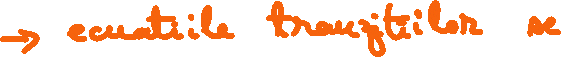 → ecuatiile tranzitiilor se